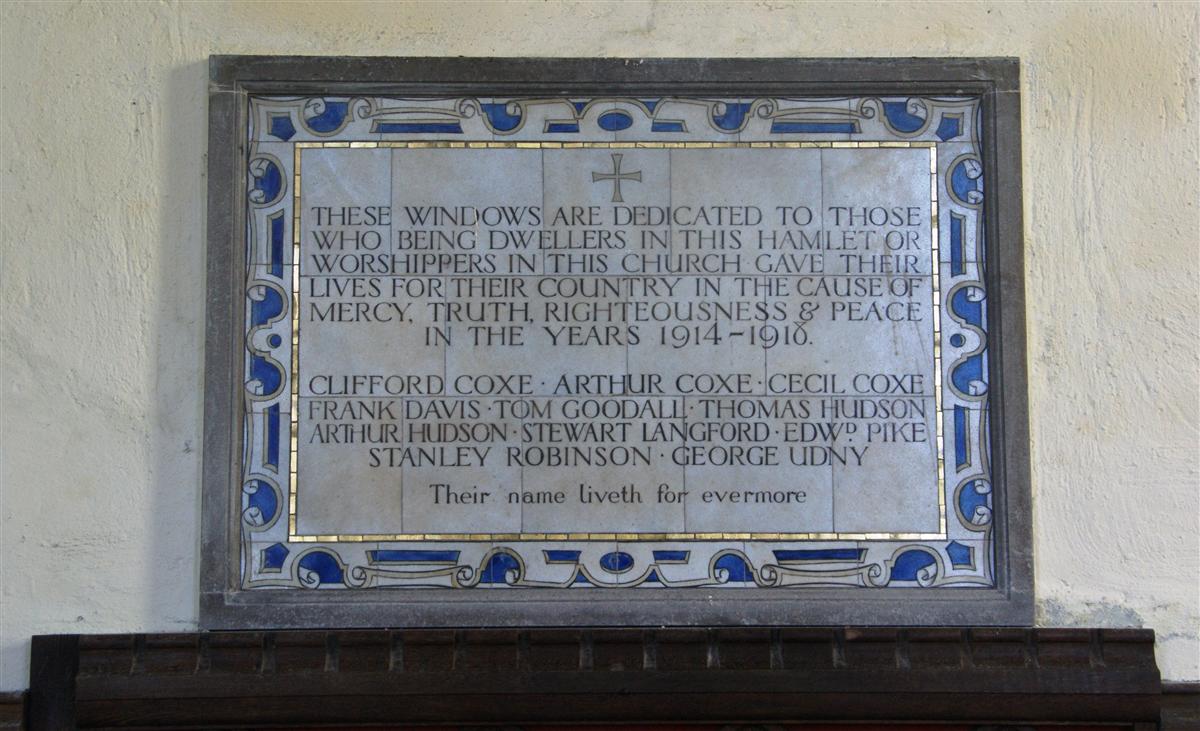 THESE WINDOWS ARE DEDICATED TO THOSE
WHO BEING DWELLERS IN THIS HAMLET OR
WORSHIPPERS IN THIS CHURCH · GAVE THEIR
LIVES FOR THEIR COUNTRY IN THE CAUSE OF
MERCY, TRUTH, RIGHTEOUSNESS & PEACE
IN THE YEARS 1914-1918.
CLIFFORD COXE · ARTHUR COXE · CECIL COXE
FRANK DAVIS · TOM GOODALL · THOMAS HUDSON
ARTHUR HUDSON · STEWART LANGFORD · EDWD. PIKE
STANLEY ROBINSON · GEORGE UDNY
Their name liveth for evermore